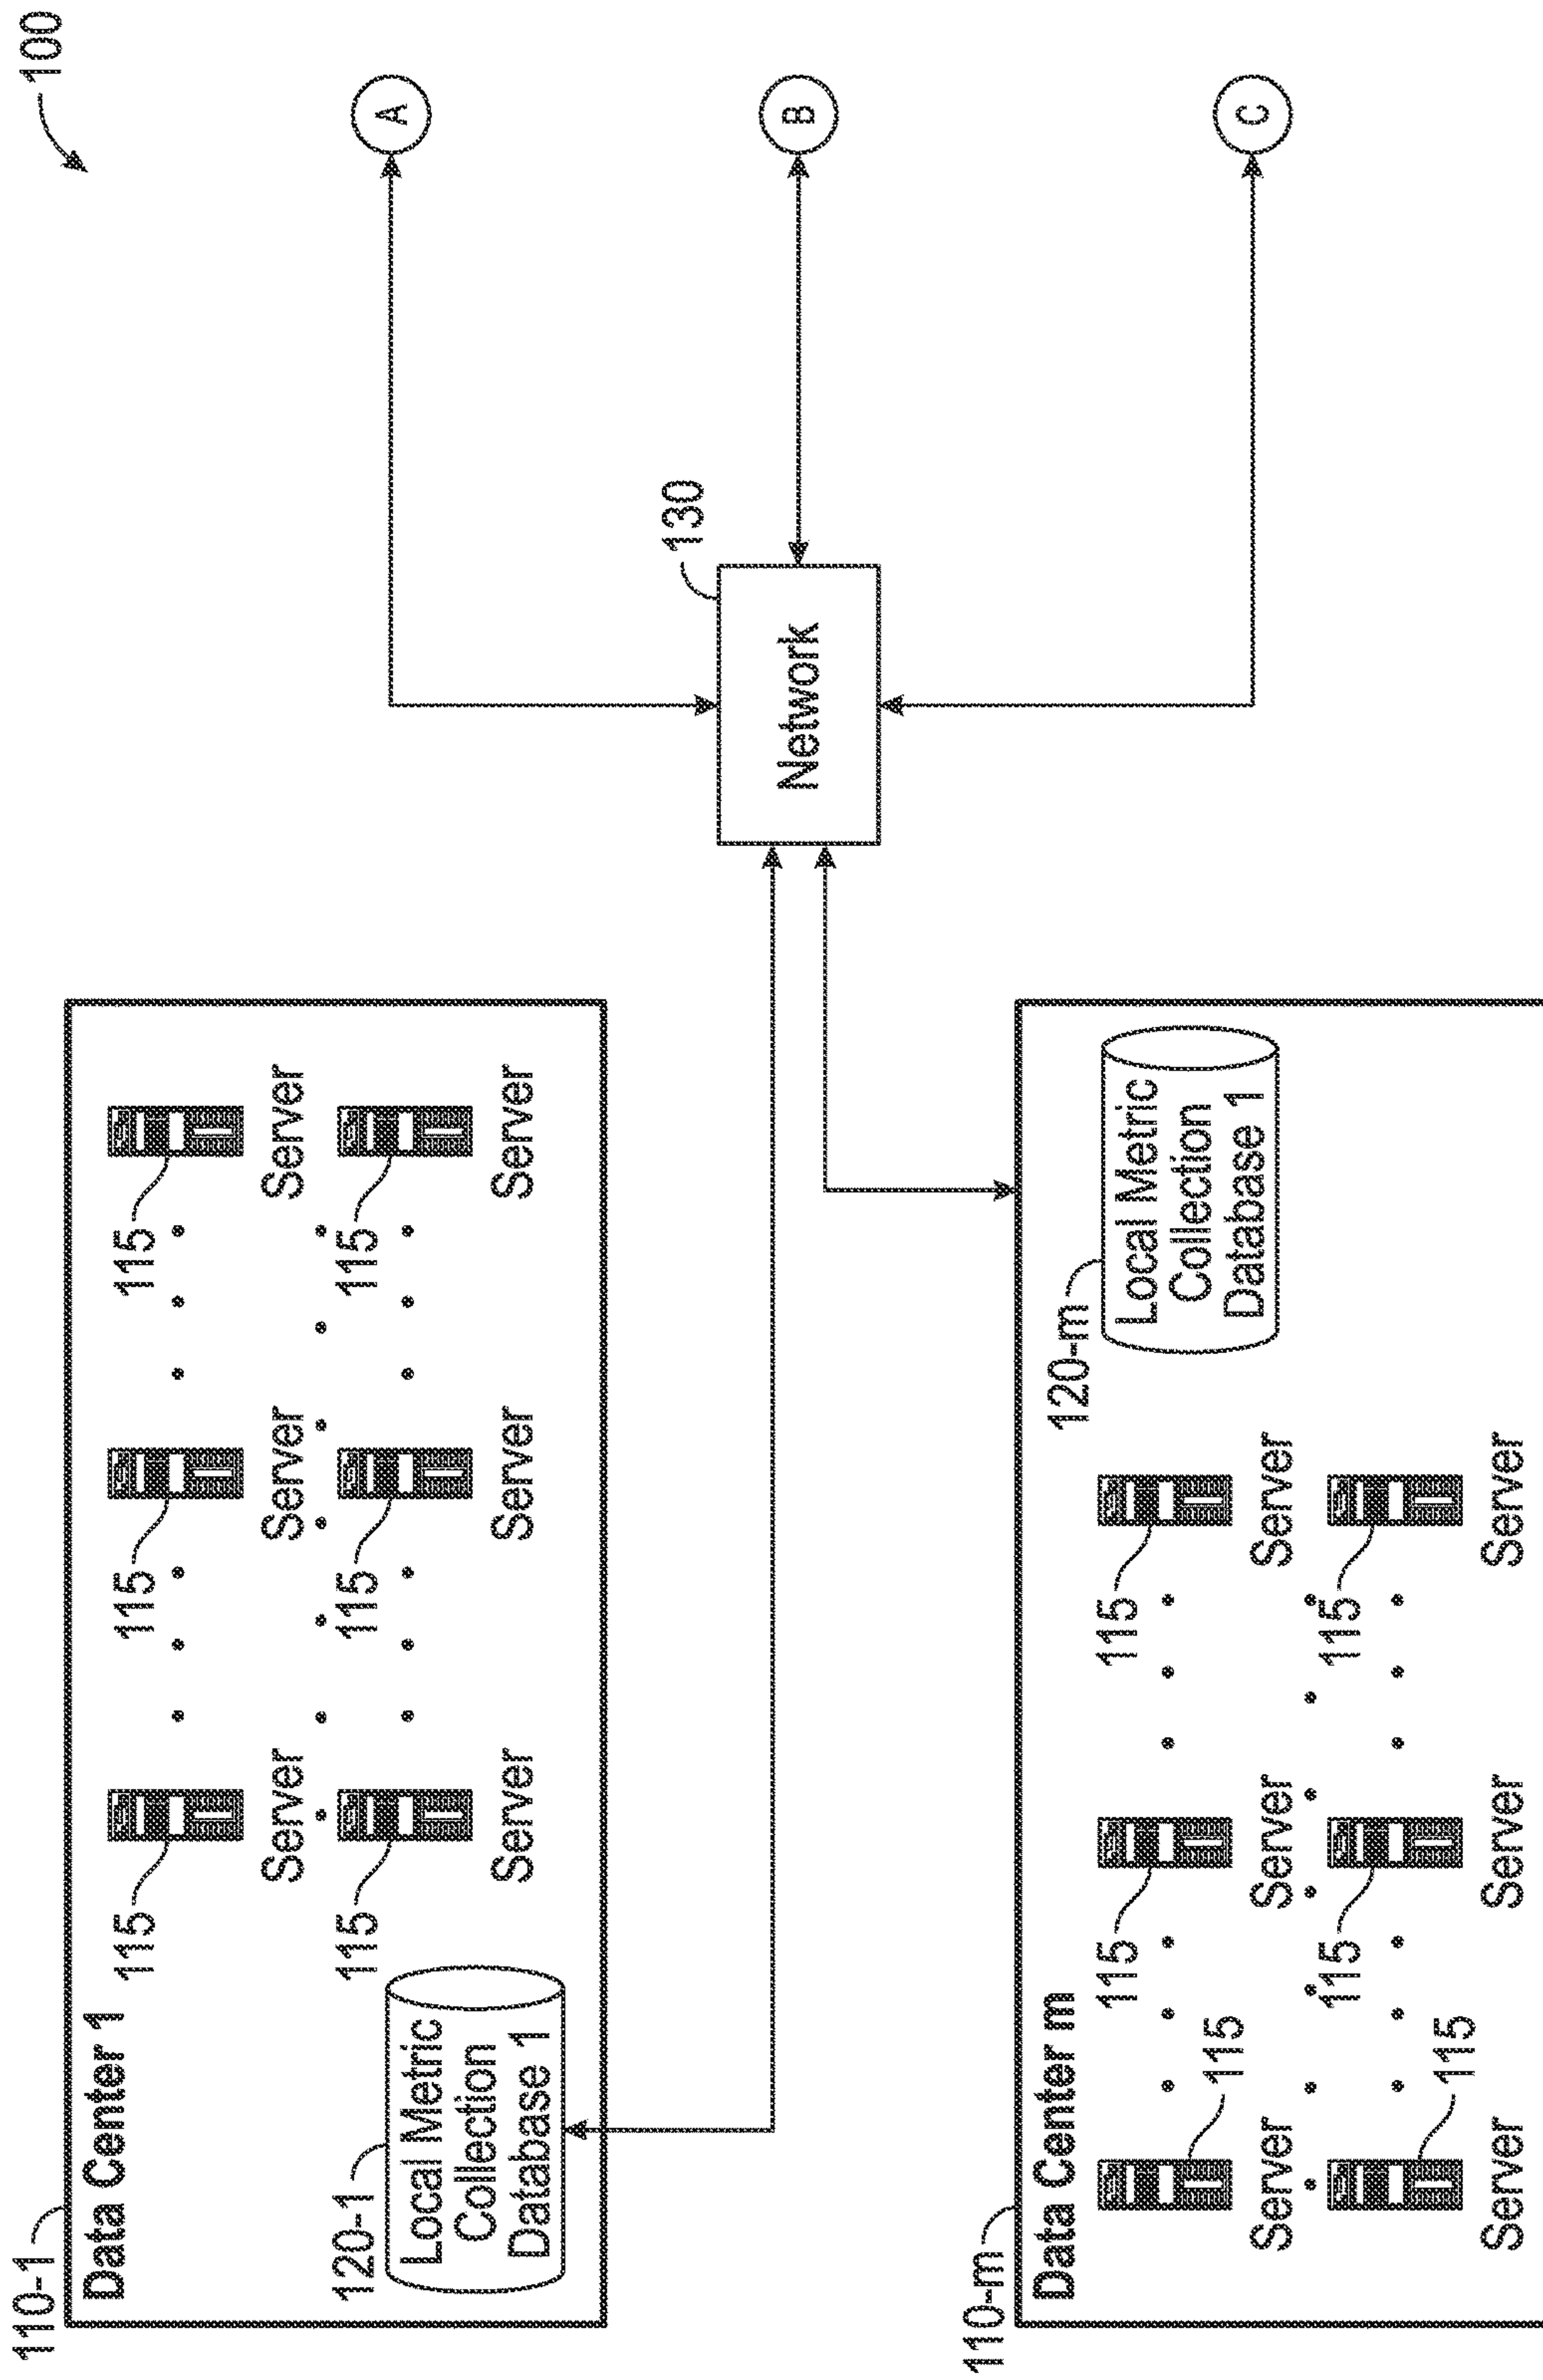 100
110-1
Data Center 1
115
115
115
Server
Server
Server
120-1
Local Metric
Collection
Database 1
115
115
115
Server
Server
Server
A
130
Network
B
110-m
Data Center m
115
115
115
Server
Server
Server
120-m
Local Metric
Collection
Database 1
115
115
115
Server
Server
Server
C